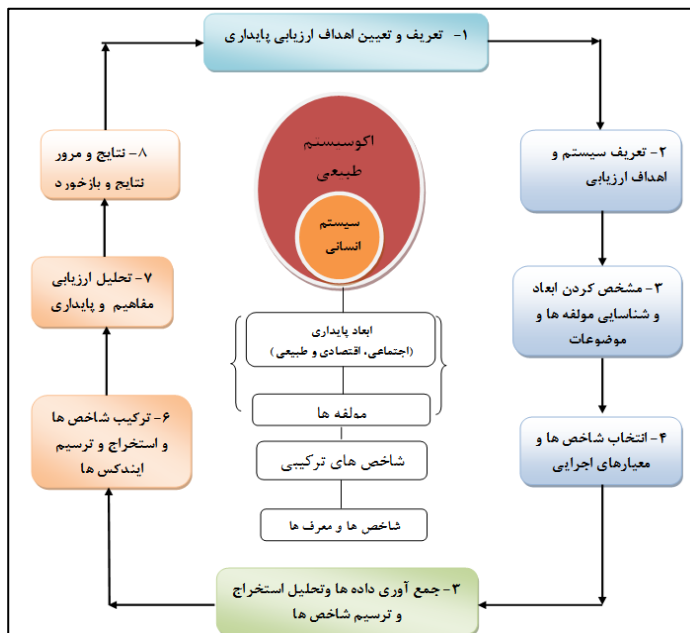 ۱- تعریف و تعیین اهداف ارزیابی پایداری
۲- تعریف سیستم و
اهداف ارزیابی
۳- مشخص کردن ابعاد
و شناسایی مولفه ها و
موضوعات
۴- انتخاب شاخص ها و
معیارهای اجرایی
۳- جمع آوری داده ها وتحلیل استخراج
و ترسیم شاخص ها
۶- ترکیب شاخص ها
و استخراج و ترسیم
ایندکس ها
۷- تحلیل ارزیابی
مفاهیم و پایداری
۸- نتایج و مرور
نتایج و بازخورد
اکوسیستم
طبیعی
سیستم
انسانی
ابعاد پایداری
(اجتماعی، اقتصادی و طبیعی)
مولفه ها
شاخص های ترکیبی
شاخص ها و معرف ها